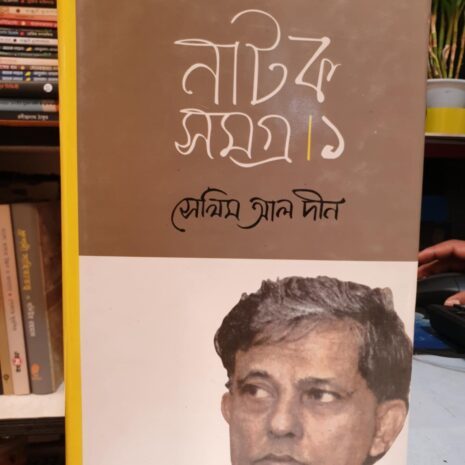 নাটক
সমগ্র।১
সেলিম আল দীন